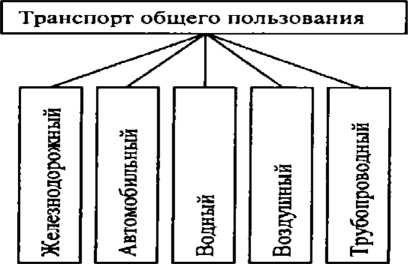 Транспорт общего пользования
Железнодорожный
Автомобильный
Водный
Воздушный
Трубопроводный